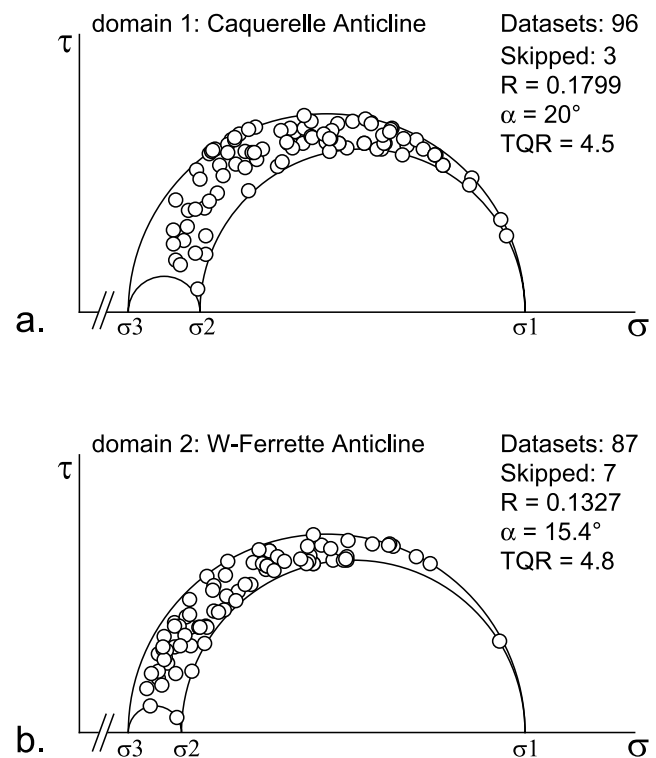 domain 1: Caquerelle Anticline
Datasets: 96
Skipped: 3
R = 0.1799
α = 20°
TQR = 4.5
τ
a.
σ3
σ2
σ1
σ
domain 2: W-Ferrette Anticline
Datasets: 87
Skipped: 7
R = 0.1327
α = 15.4°
TQR = 4.8
τ
b.
σ3
σ2
σ1
σ